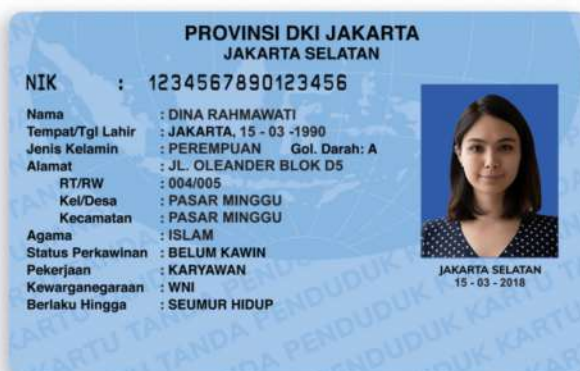 PROVINSI DKI JAKARTA
JAKARTA SELATAN
NIK : 1234567890123456
Nama : DINA RAHMAWATI
Tempat/Tgl Lahir : JAKARTA, 15 - 03 -1990
Jenis Kelamin : PEREMPUAN Gol. Darah: A
Alamat : JL. OLEANDER BLOK D5
RT/RW : 004/005
Kel/Desa : PASAR MINGGU
Kecamatan : PASAR MINGGU
Agama : ISLAM
Status Perkawinan : BELUM KAWIN
Pekerjaan : KARYAWAN
Kewarganegaraan : WNI
Berlaku Hingga : SEUMUR HIDUP
JAKARTA SELATAN
15 - 03 - 2018